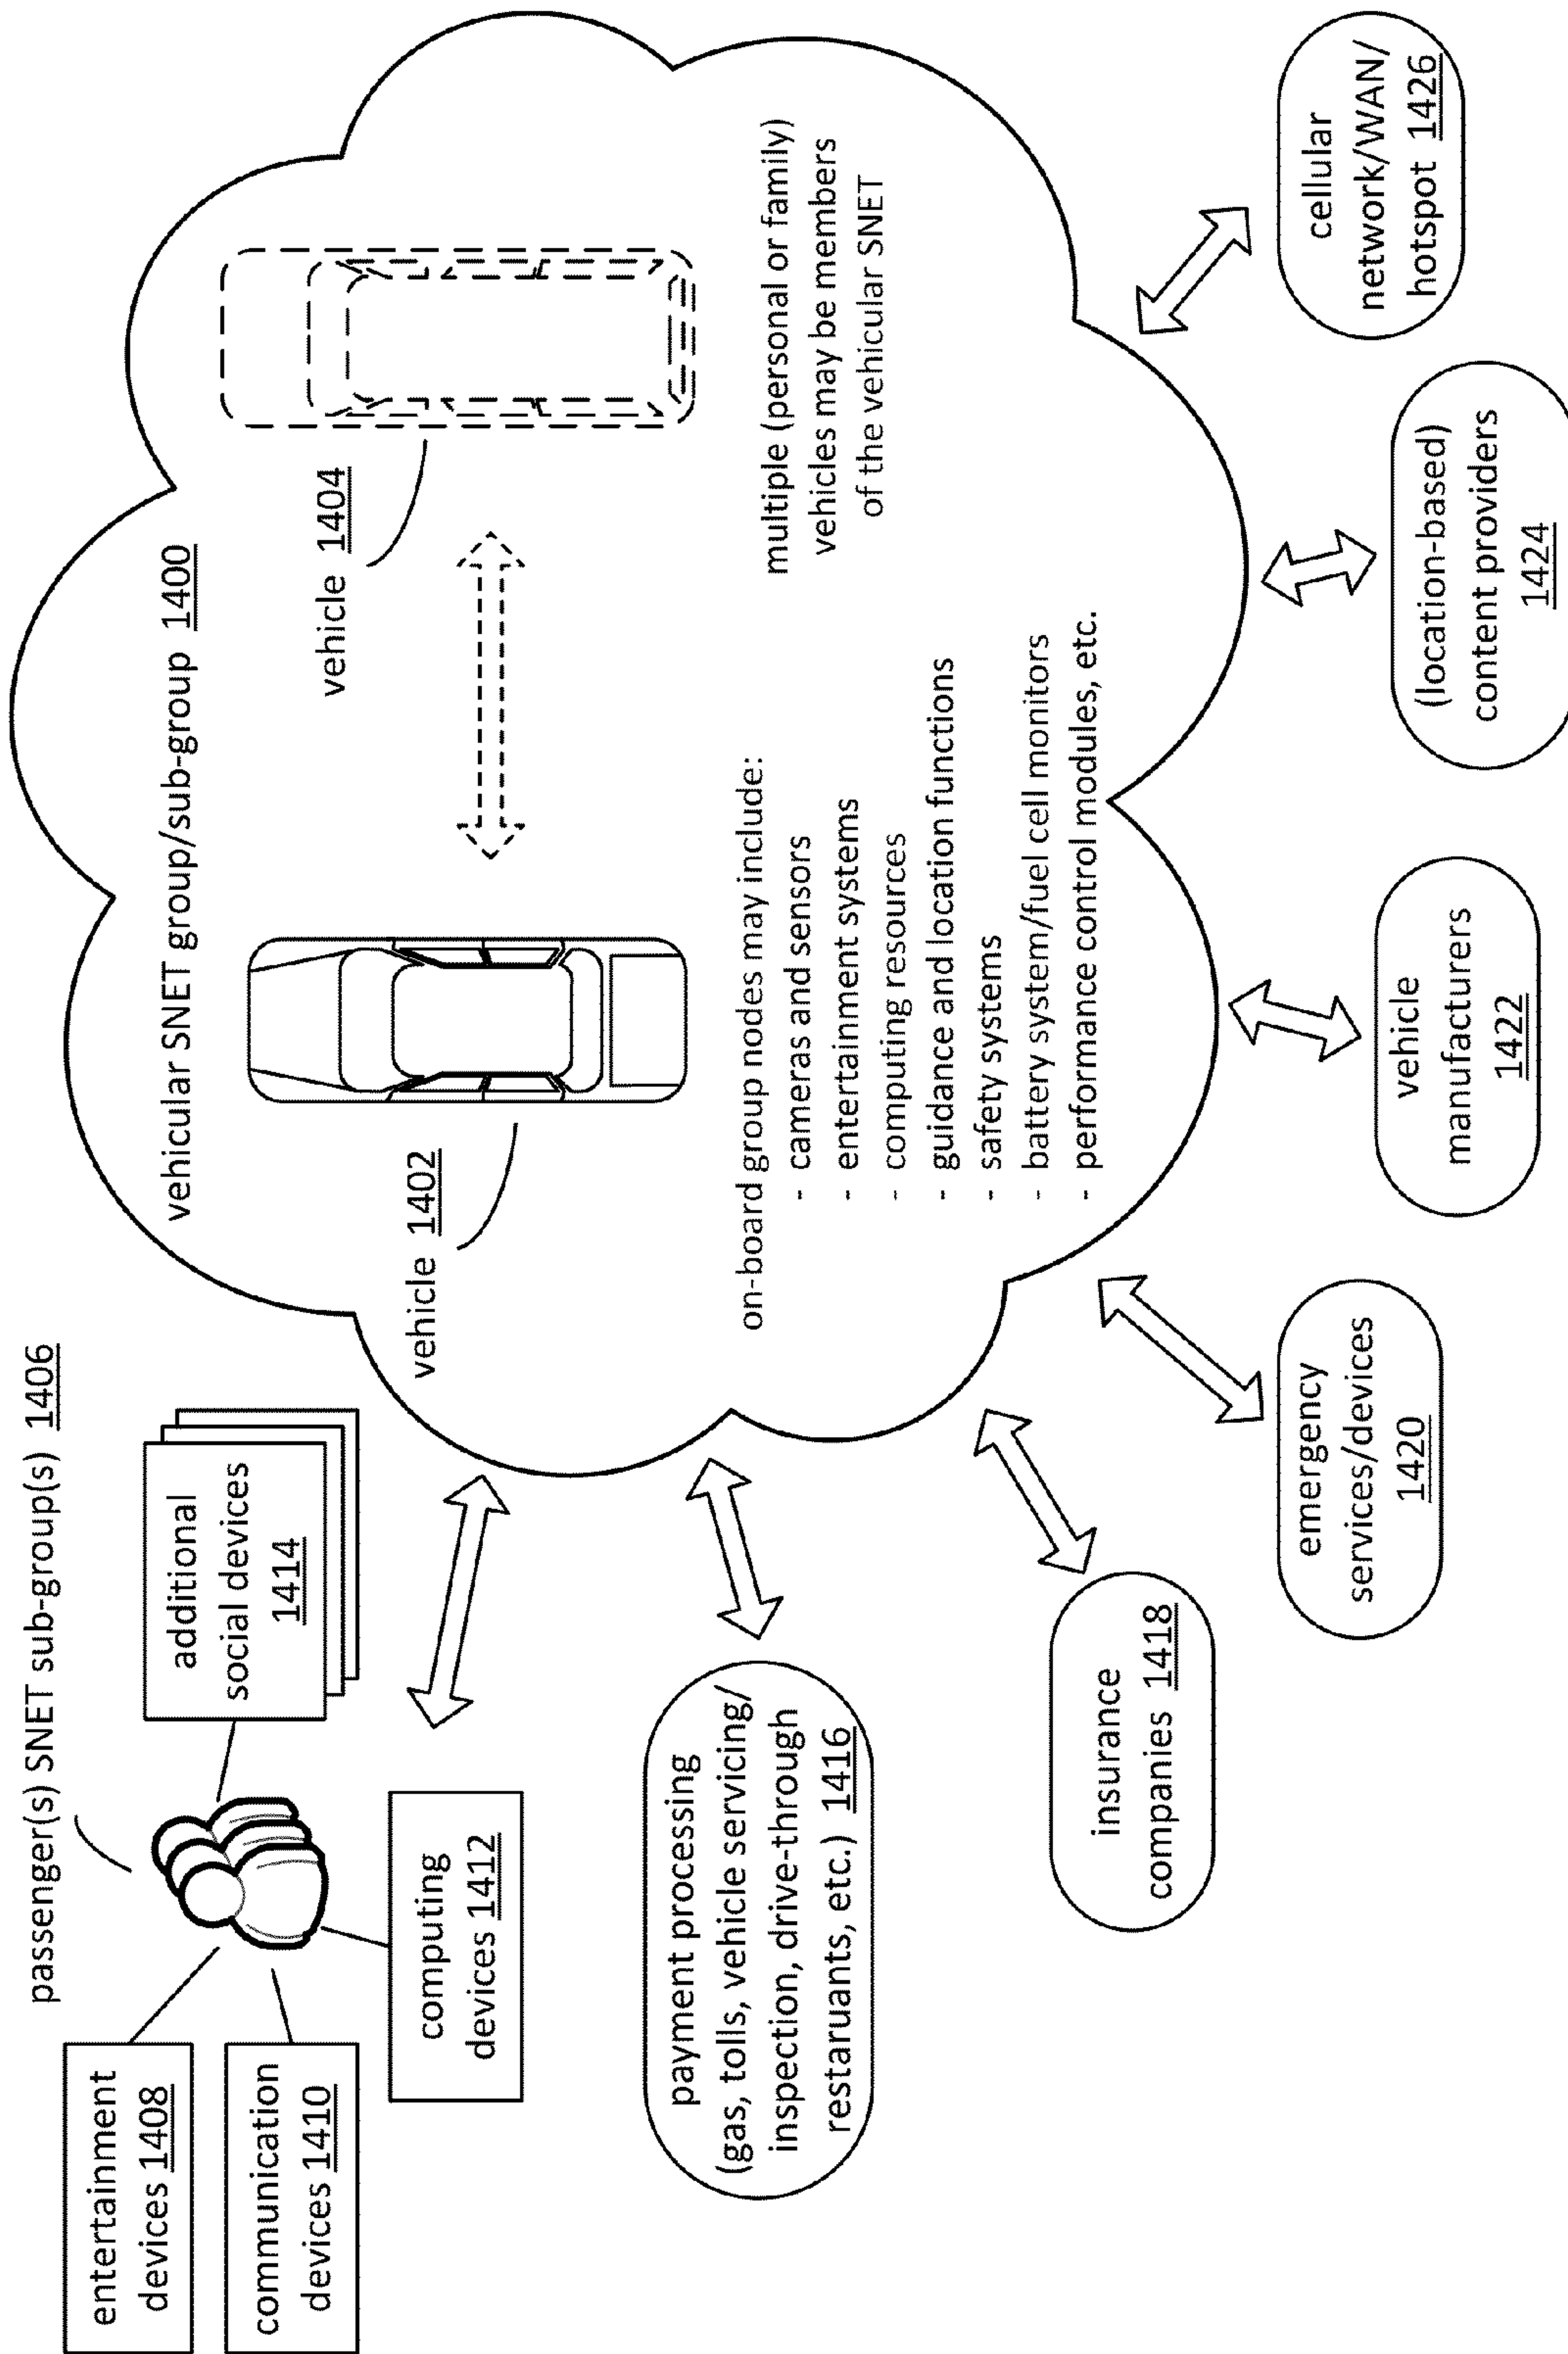 passenger(s) SNET sub-group(s) 1406
entertainment
devices 1408
communication
devices 1410
computing
devices 1412
additional
social devices
1414
vehicular SNET group/sub-group 1400
vehicle 1402
vehicle 1404
on-board group nodes may include:
- cameras and sensors
- entertainment systems
- computing resources
- guidance and location functions
- safety systems
- battery system/fuel cell monitors
- performance control modules, etc.
multiple (personal or family)
vehicles may be members
of the vehicular SNET
payment processing
(gas, tolls, vehicle servicing/
inspection, drive-through
restaruants, etc.) 1416
insurance
companies 1418
emergency
services/devices
1420
vehicle
manufacturers
1422
(location-based)
content providers
1424
cellular
network/WAN/
hotspot 1426